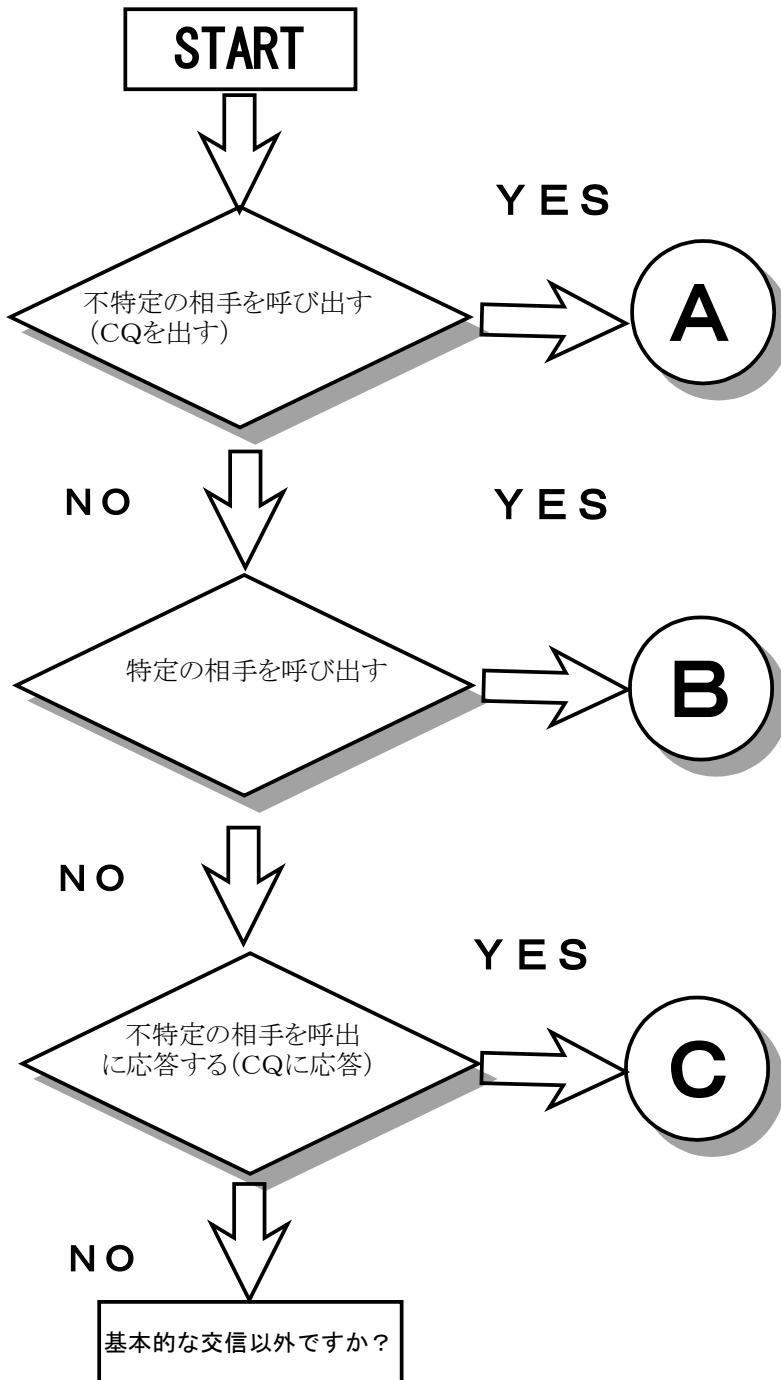 START
YES
不特定の相手を呼び出す
（CQを出す）
A
NO
YES
特定の相手を呼び出す
B
NO
YES
不特定の相手を呼出
に応答する（CQに応答）
C
NO
基本的な交信以外ですか？